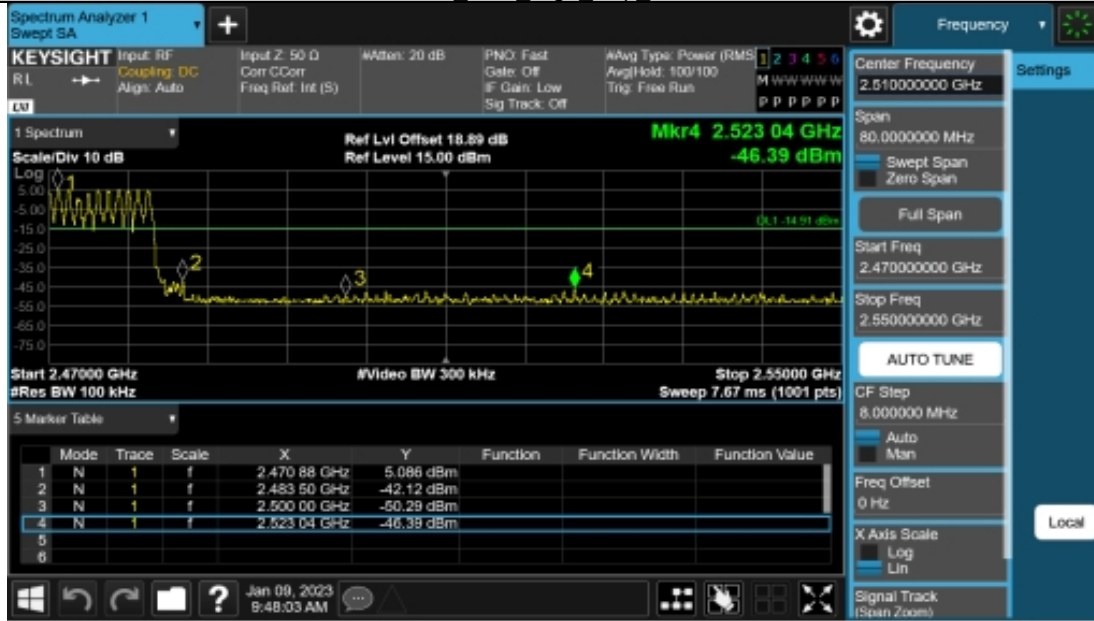 Spectrum Analyzer 1
Swept SA
+
Frequency
KEYSIGHT
RL
LXI
Input: RF
Coupling: DC
Align: Auto
Input Z: 50 Ω
Corr CCorr
Freq Ref: Int (S)
#Atten: 20 dB
PNO: Fast
Gate: Off
IF Gain: Low
Sig Track: Off
#Avg Type: Power (RMS
Avg|Hold: 100/100
Trig: Free Run
1 2 3 4 5 6
M W W W W W
P P P P P P
Center Frequency
2.510000000 GHz
Settings
1 Spectrum
Scale/Div 10 dB
Ref Lvl Offset 18.89 dB
Ref Level 15.00 dBm
Mkr4 2.523 04 GHz
-46.39 dBm
Log
5.00
-5.00
-15.0
-25.0
-35.0
-45.0
-55.0
-65.0
-75.0
1
2
3
4
DL1 -14.91 dBm
Start 2.47000 GHz
#Res BW 100 kHz
#Video BW 300 kHz
Stop 2.55000 GHz
Sweep 7.67 ms (1001 pts)
Span
80.0000000 MHz
Swept Span
Zero Span
Full Span
Start Freq
2.470000000 GHz
Stop Freq
2.550000000 GHz
AUTO TUNE
CF Step
8.000000 MHz
Auto
Man
Freq Offset
0 Hz
X Axis Scale
Log
Lin
Signal Track
(Span Zoom)
Local
5 Marker Table
Mode Trace Scale X Y Function Function Width Function Value
1 N 1 f 2.470 88 GHz 5.086 dBm
2 N 1 f 2.483 50 GHz -42.12 dBm
3 N 1 f 2.500 00 GHz -50.29 dBm
4 N 1 f 2.523 04 GHz -46.39 dBm
5
6
?
Jan 09, 2023
9:48:03 AM